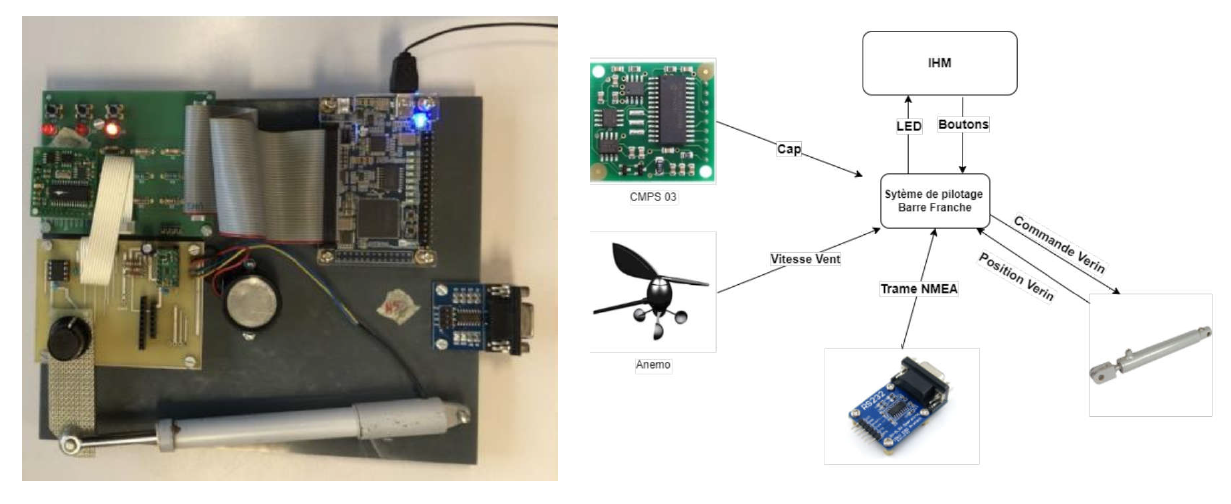 IHM
LED
Boutons
Cap
CMPS 03
Sytème de pilotage
Barre Franche
Commande Verin
Position Verin
Vitesse Vent
Trame NMEA
Anemo
RS232